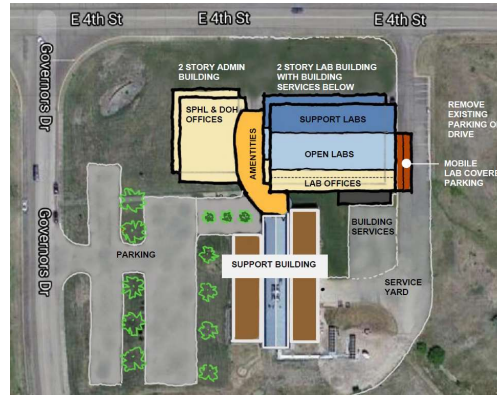 E 4th St
E 4th St
E 4th St
Governors Dr
2 STORY ADMIN
BUILDING
2 STORY LAB BUILDING
WITH BUILDING
SERVICES BELOW
SPHL & DOH
OFFICES
AMENTITIES
SUPPORT LABS
OPEN LABS
LAB OFFICES
REMOVE
EXISTING
PARKING
DRIVE
MOBILE
LAB COVERE
PARKING
BUILDING
SERVICES
Governors Dr
PARKING
SUPPORT BUILDING
SERVICE
YARD